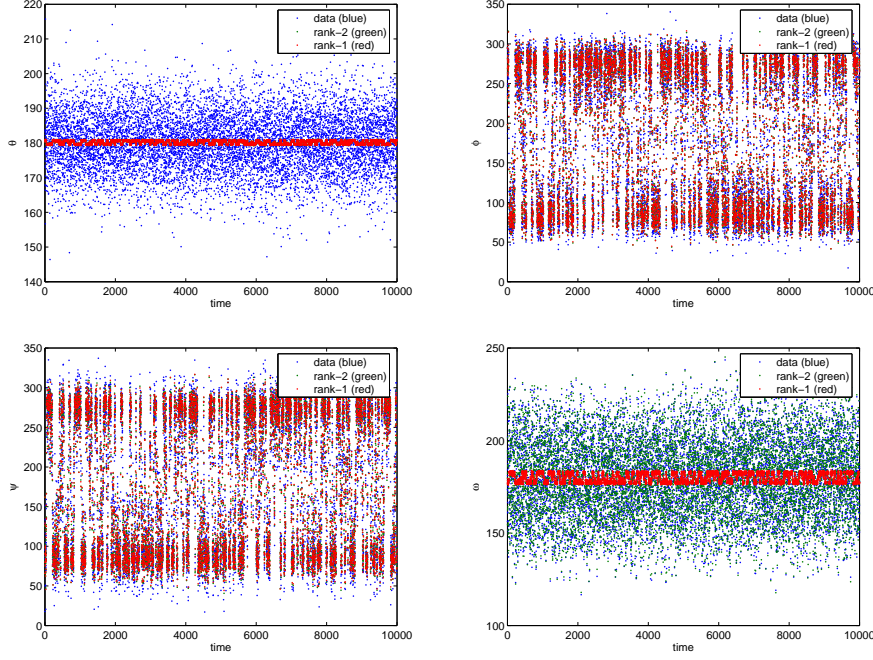 220
210
200
190
180
170
160
150
140
θ
0
2000
4000
6000
8000
10000
time
data (blue)
rank−2 (green)
rank−1 (red)
350
300
250
200
150
100
50
0
ϕ
0
2000
4000
6000
8000
10000
time
data (blue)
rank−2 (green)
rank−1 (red)
350
300
250
200
150
100
50
0
ψ
0
2000
4000
6000
8000
10000
time
data (blue)
rank−2 (green)
rank−1 (red)
250
200
150
100
ω
0
2000
4000
6000
8000
10000
time
data (blue)
rank−2 (green)
rank−1 (red)